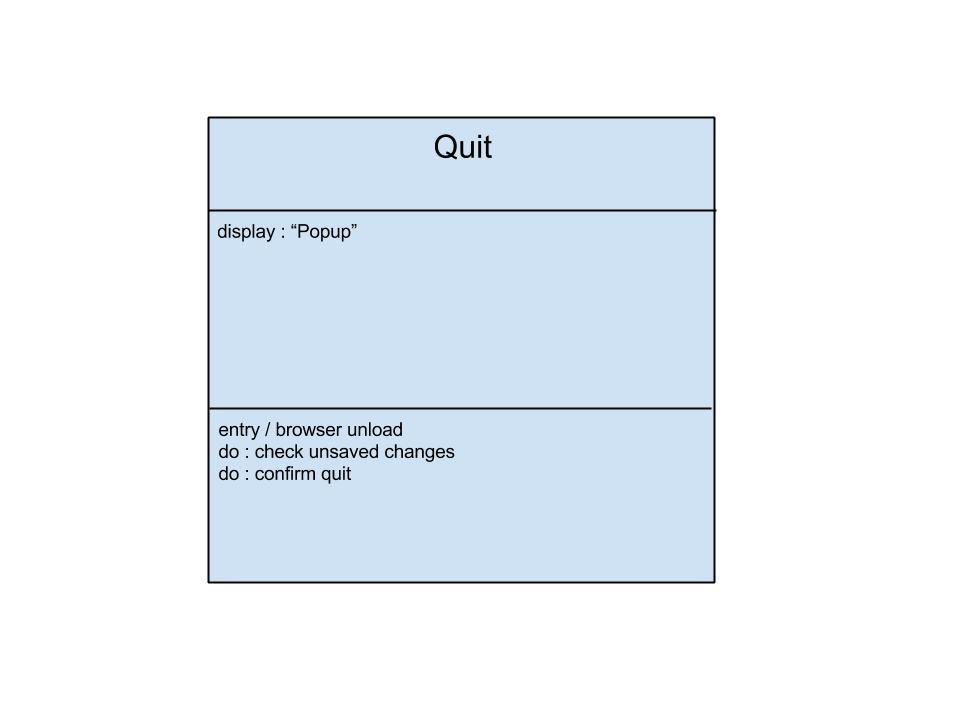 Quit
display : “Popup”
entry / browser unload
do : check unsaved changes
do : confirm quit